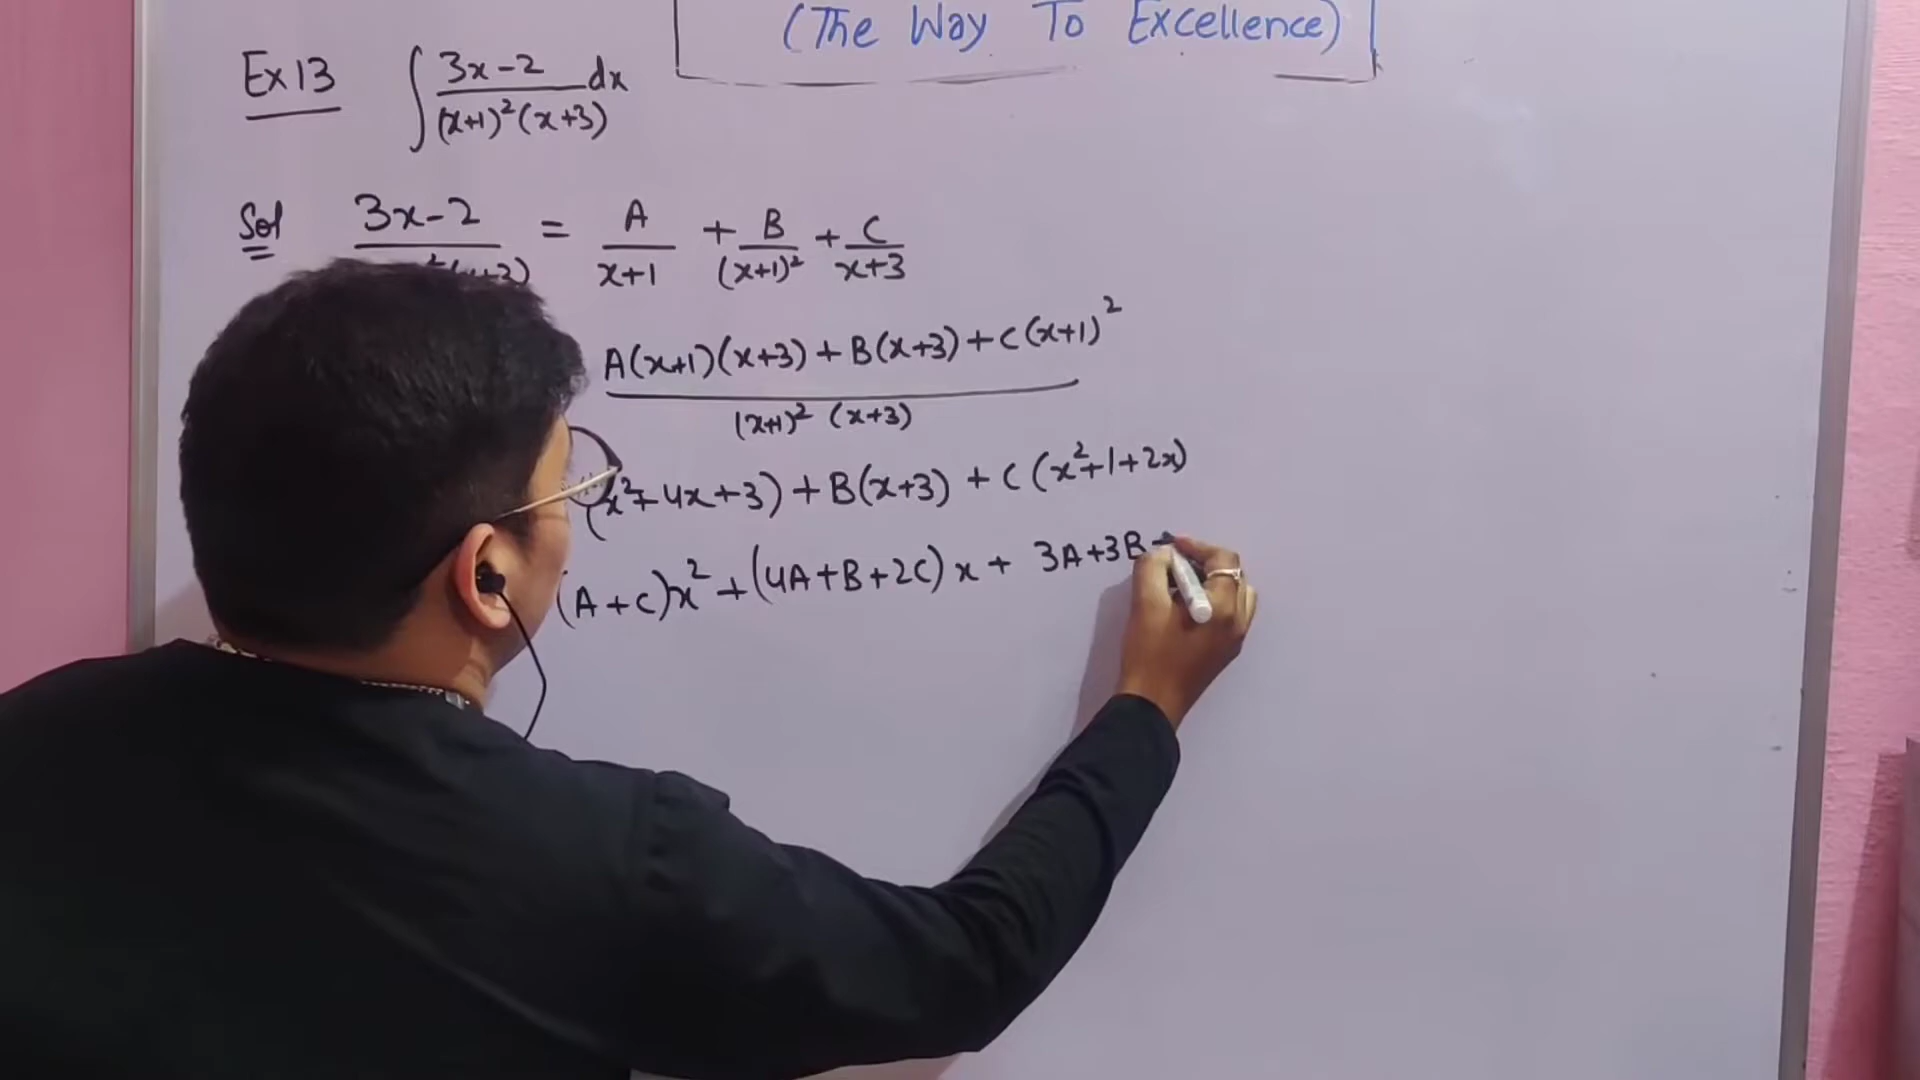 (The Way To Excellence)
Ex 13 ∫ 3x-2 / (x+1)²(x+3) dx
Sol 3x-2 / (x+3) = A / x+1 + B / (x+1)² + C / x+3
A(x+1)(x+3) + B(x+3) + C(x+1)² / (x+1)² (x+3)
(x²+4x+3) + B(x+3) + C(x²+1+2x)
(A+C)x² + (4A+B+2C)x + 3A+3B+